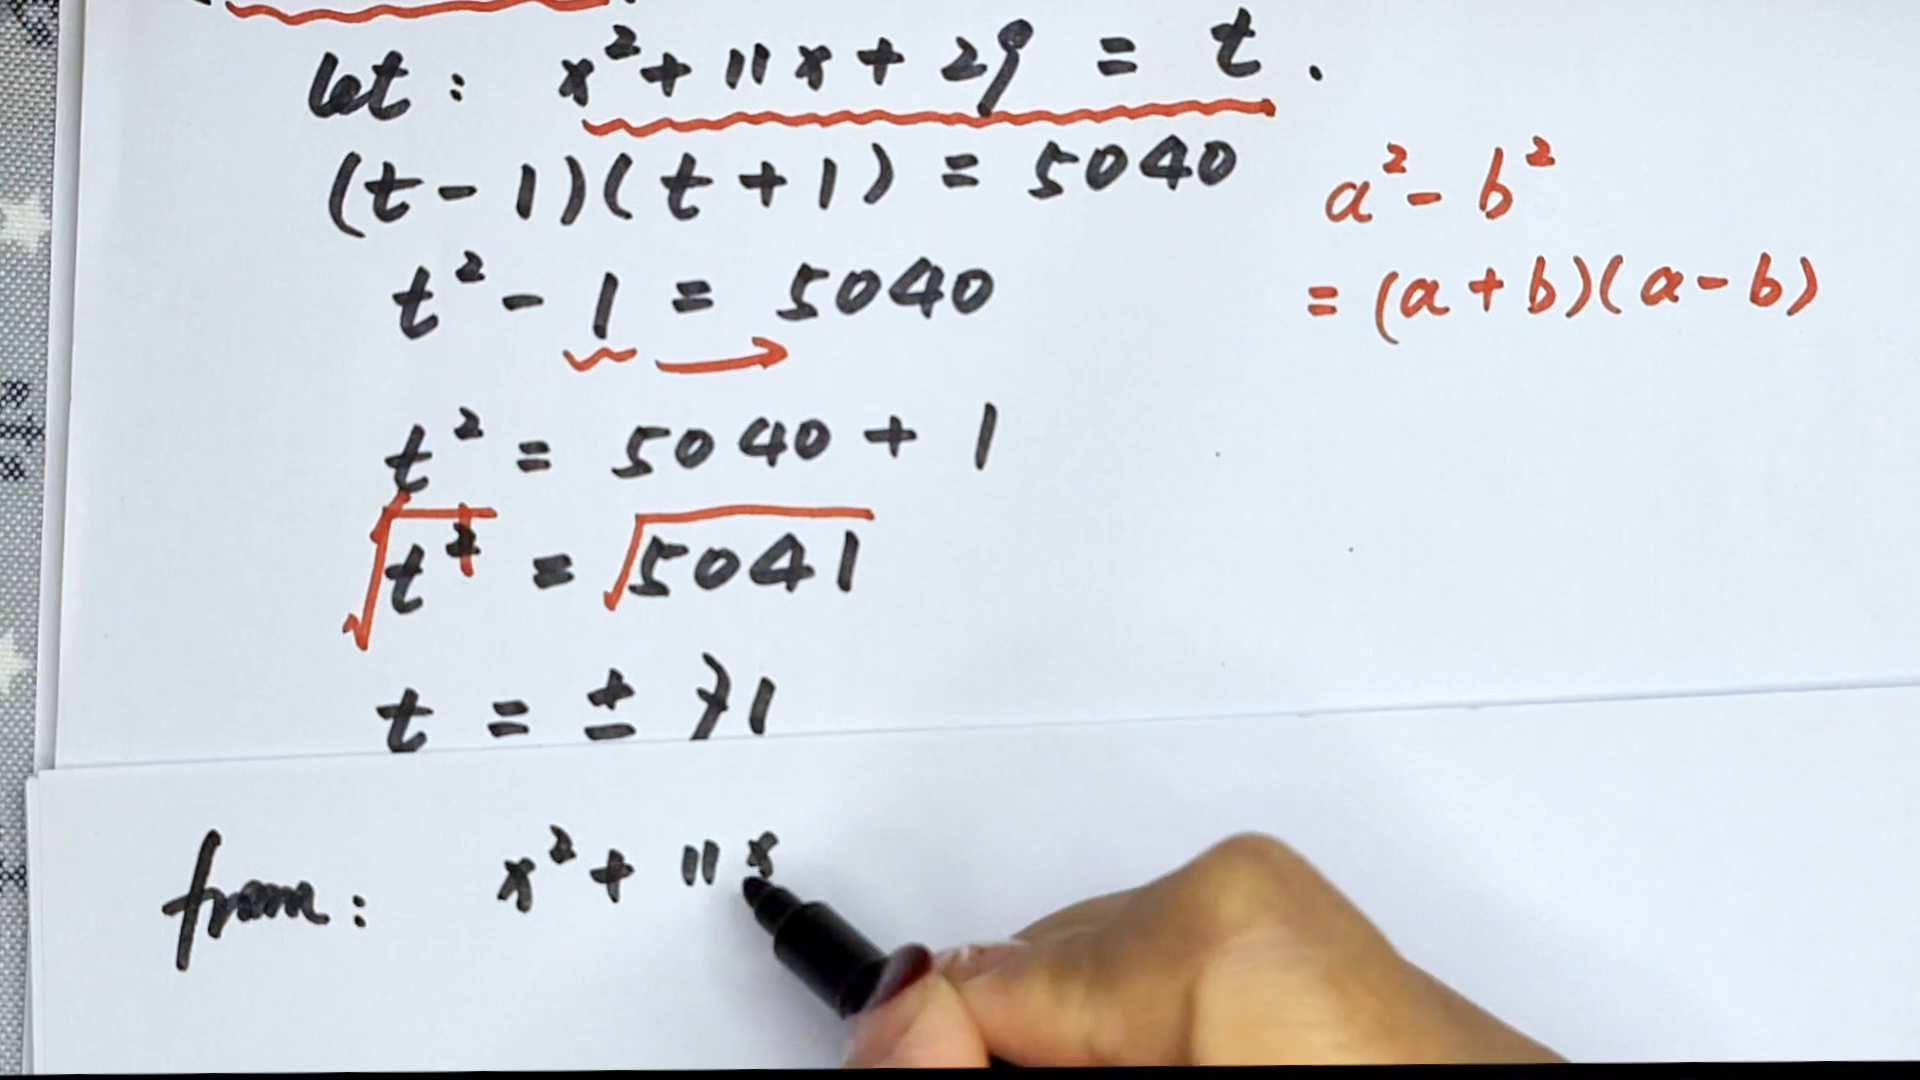 let: x² + 11x + 29 = t.
(t - 1)(t + 1) = 5040
a² - b²
= (a + b)(a - b)
t² - 1 = 5040
t² = 5040 + 1
√t² = √5041
t = ± 71
from: x² + 11x